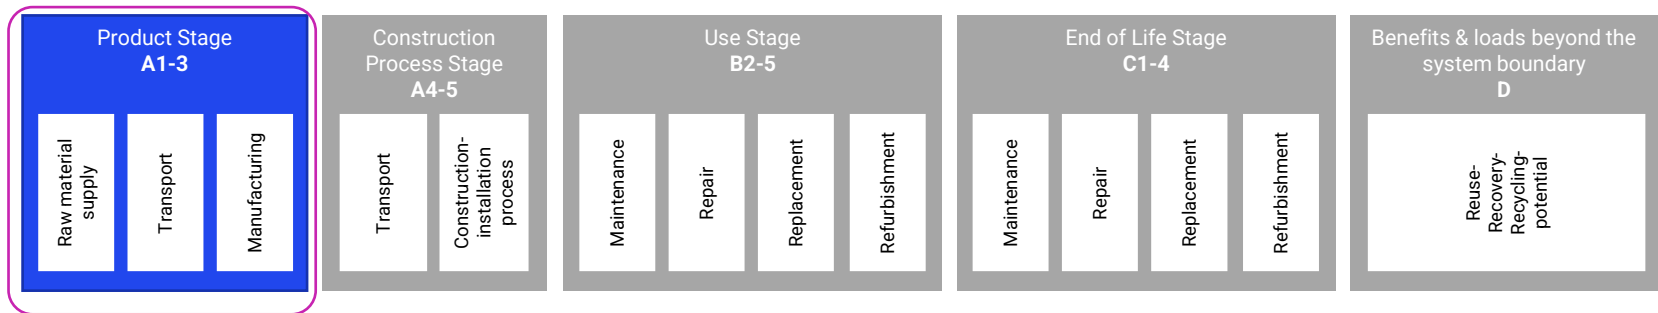 Product Stage
A1-3
Raw material
supply
Transport
Manufacturing
Construction
Process Stage
A4-5
Transport
Construction-
installation
process
Use Stage
B2-5
Maintenance
Repair
Replacement
Refurbishment
End of Life Stage
C1-4
Maintenance
Repair
Replacement
Refurbishment
Benefits & loads beyond the
system boundary
D
Reuse-
Recovery-
Recycling-
potential